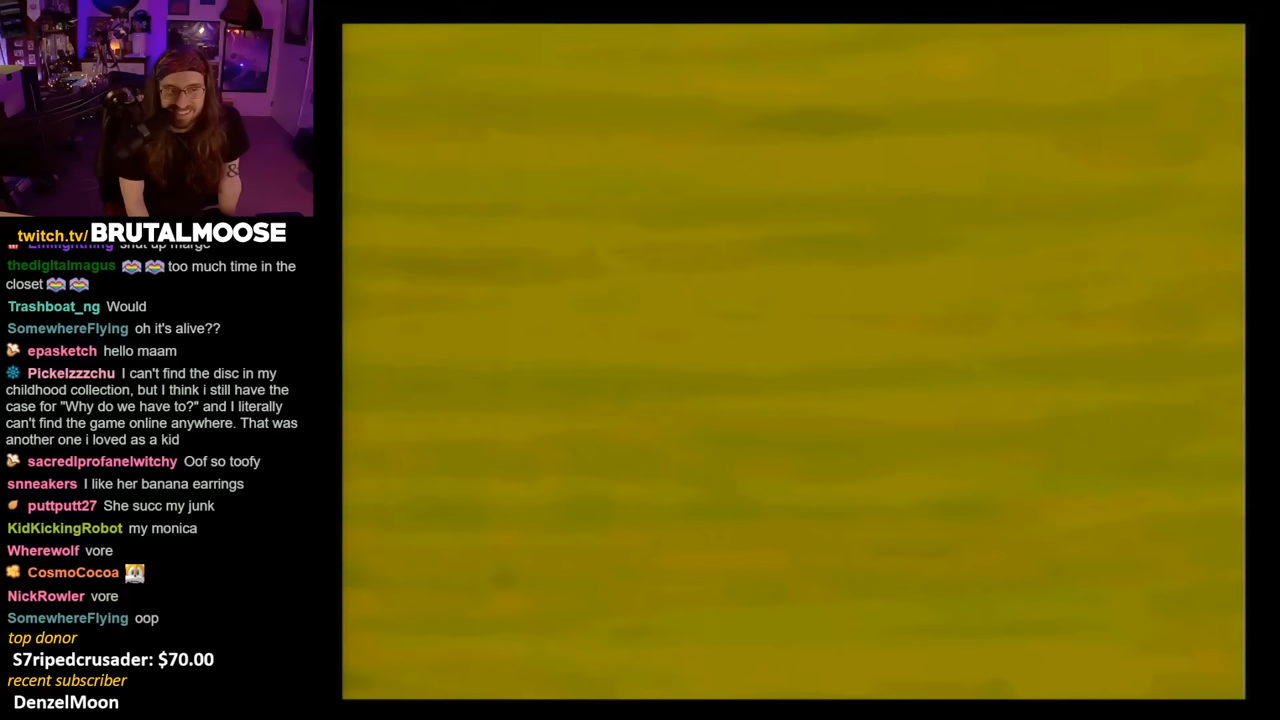 twitch.tv/BRUTALMOOSE
Emlightning shut up marge
thedigitalmagus too much time in the
closet
Trashboat_ng Would
SomewhereFlying oh it's alive??
epasketch hello maam
Pickelzzzchu I can't find the disc in my
childhood collection, but I think i still have the
case for "Why do we have to?" and I literally
can't find the game online anywhere. That was
another one i loved as a kid
sacredlprofanelwitchy Oof so toofy
snneakers I like her banana earrings
puttputt27 She succ my junk
KidKickingRobot my monica
Wherewolf vore
CosmoCocoa
NickRowler vore
SomewhereFlying oop
top donor
S7ripedcrusader: $70.00
recent subscriber
DenzelMoon
&